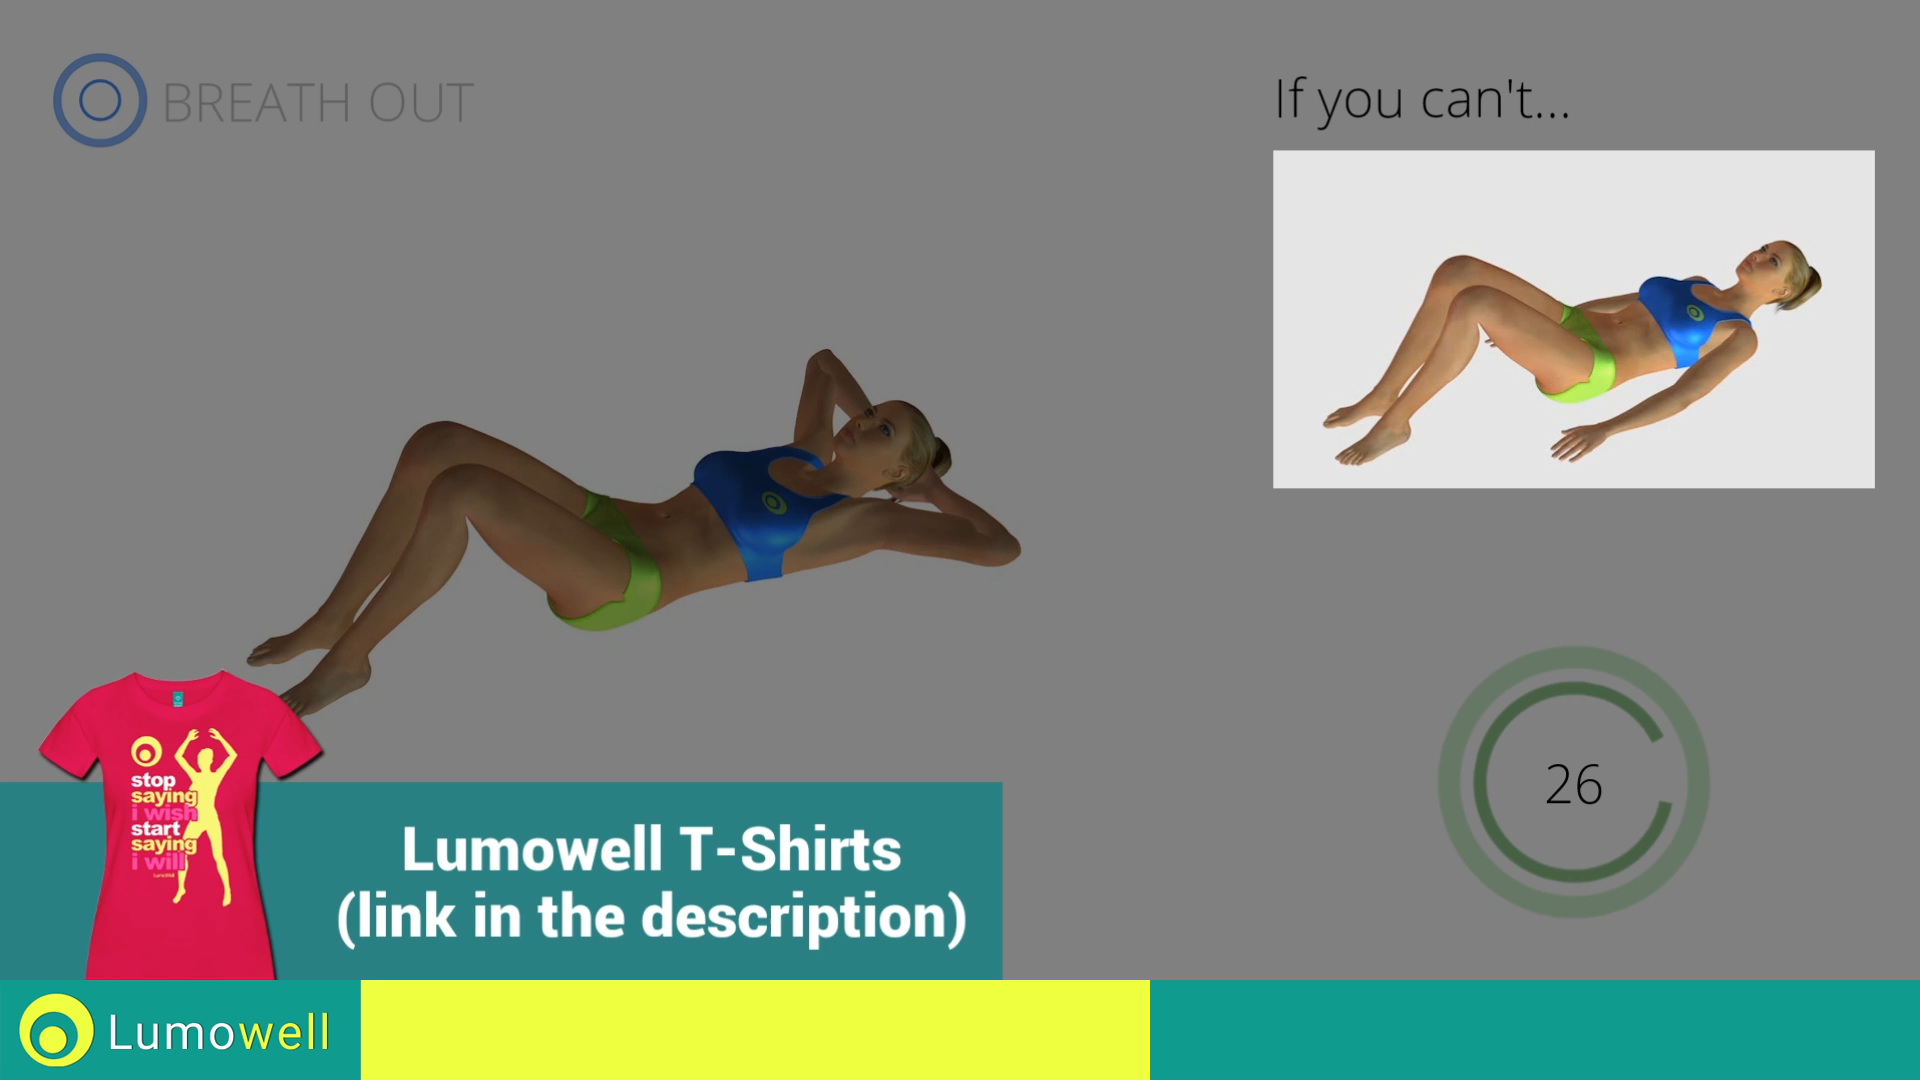 BREATH OUT
If you can't...
26
stop
saying
i wish
start
saying
i will
Lumowell T-Shirts
(link in the description)
Lumowell